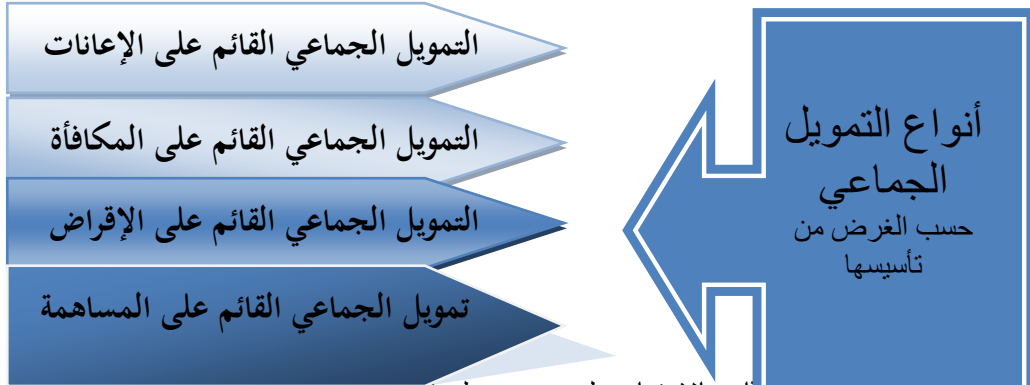 أنواع التمويل
الجماعي
حسب الغرض من
تأسيسها
التمويل الجماعي القائم على الإعانات
التمويل الجماعي القائم على المكافأة
التمويل الجماعي القائم على الإقراض
تمويل الجماعي القائم على المساهمة